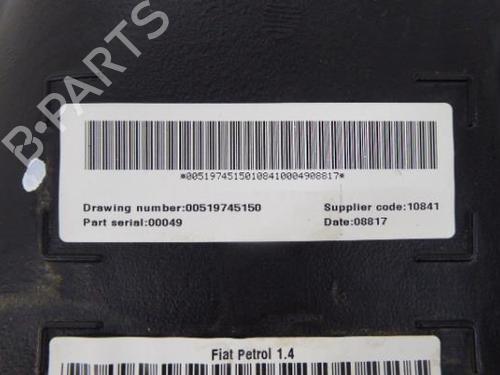 B-PARTS
*00519745150108410004908817*
Drawing number:00519745150 Supplier code:10841
Part serial:00049 Date:08817
Fiat Petrol 1.4